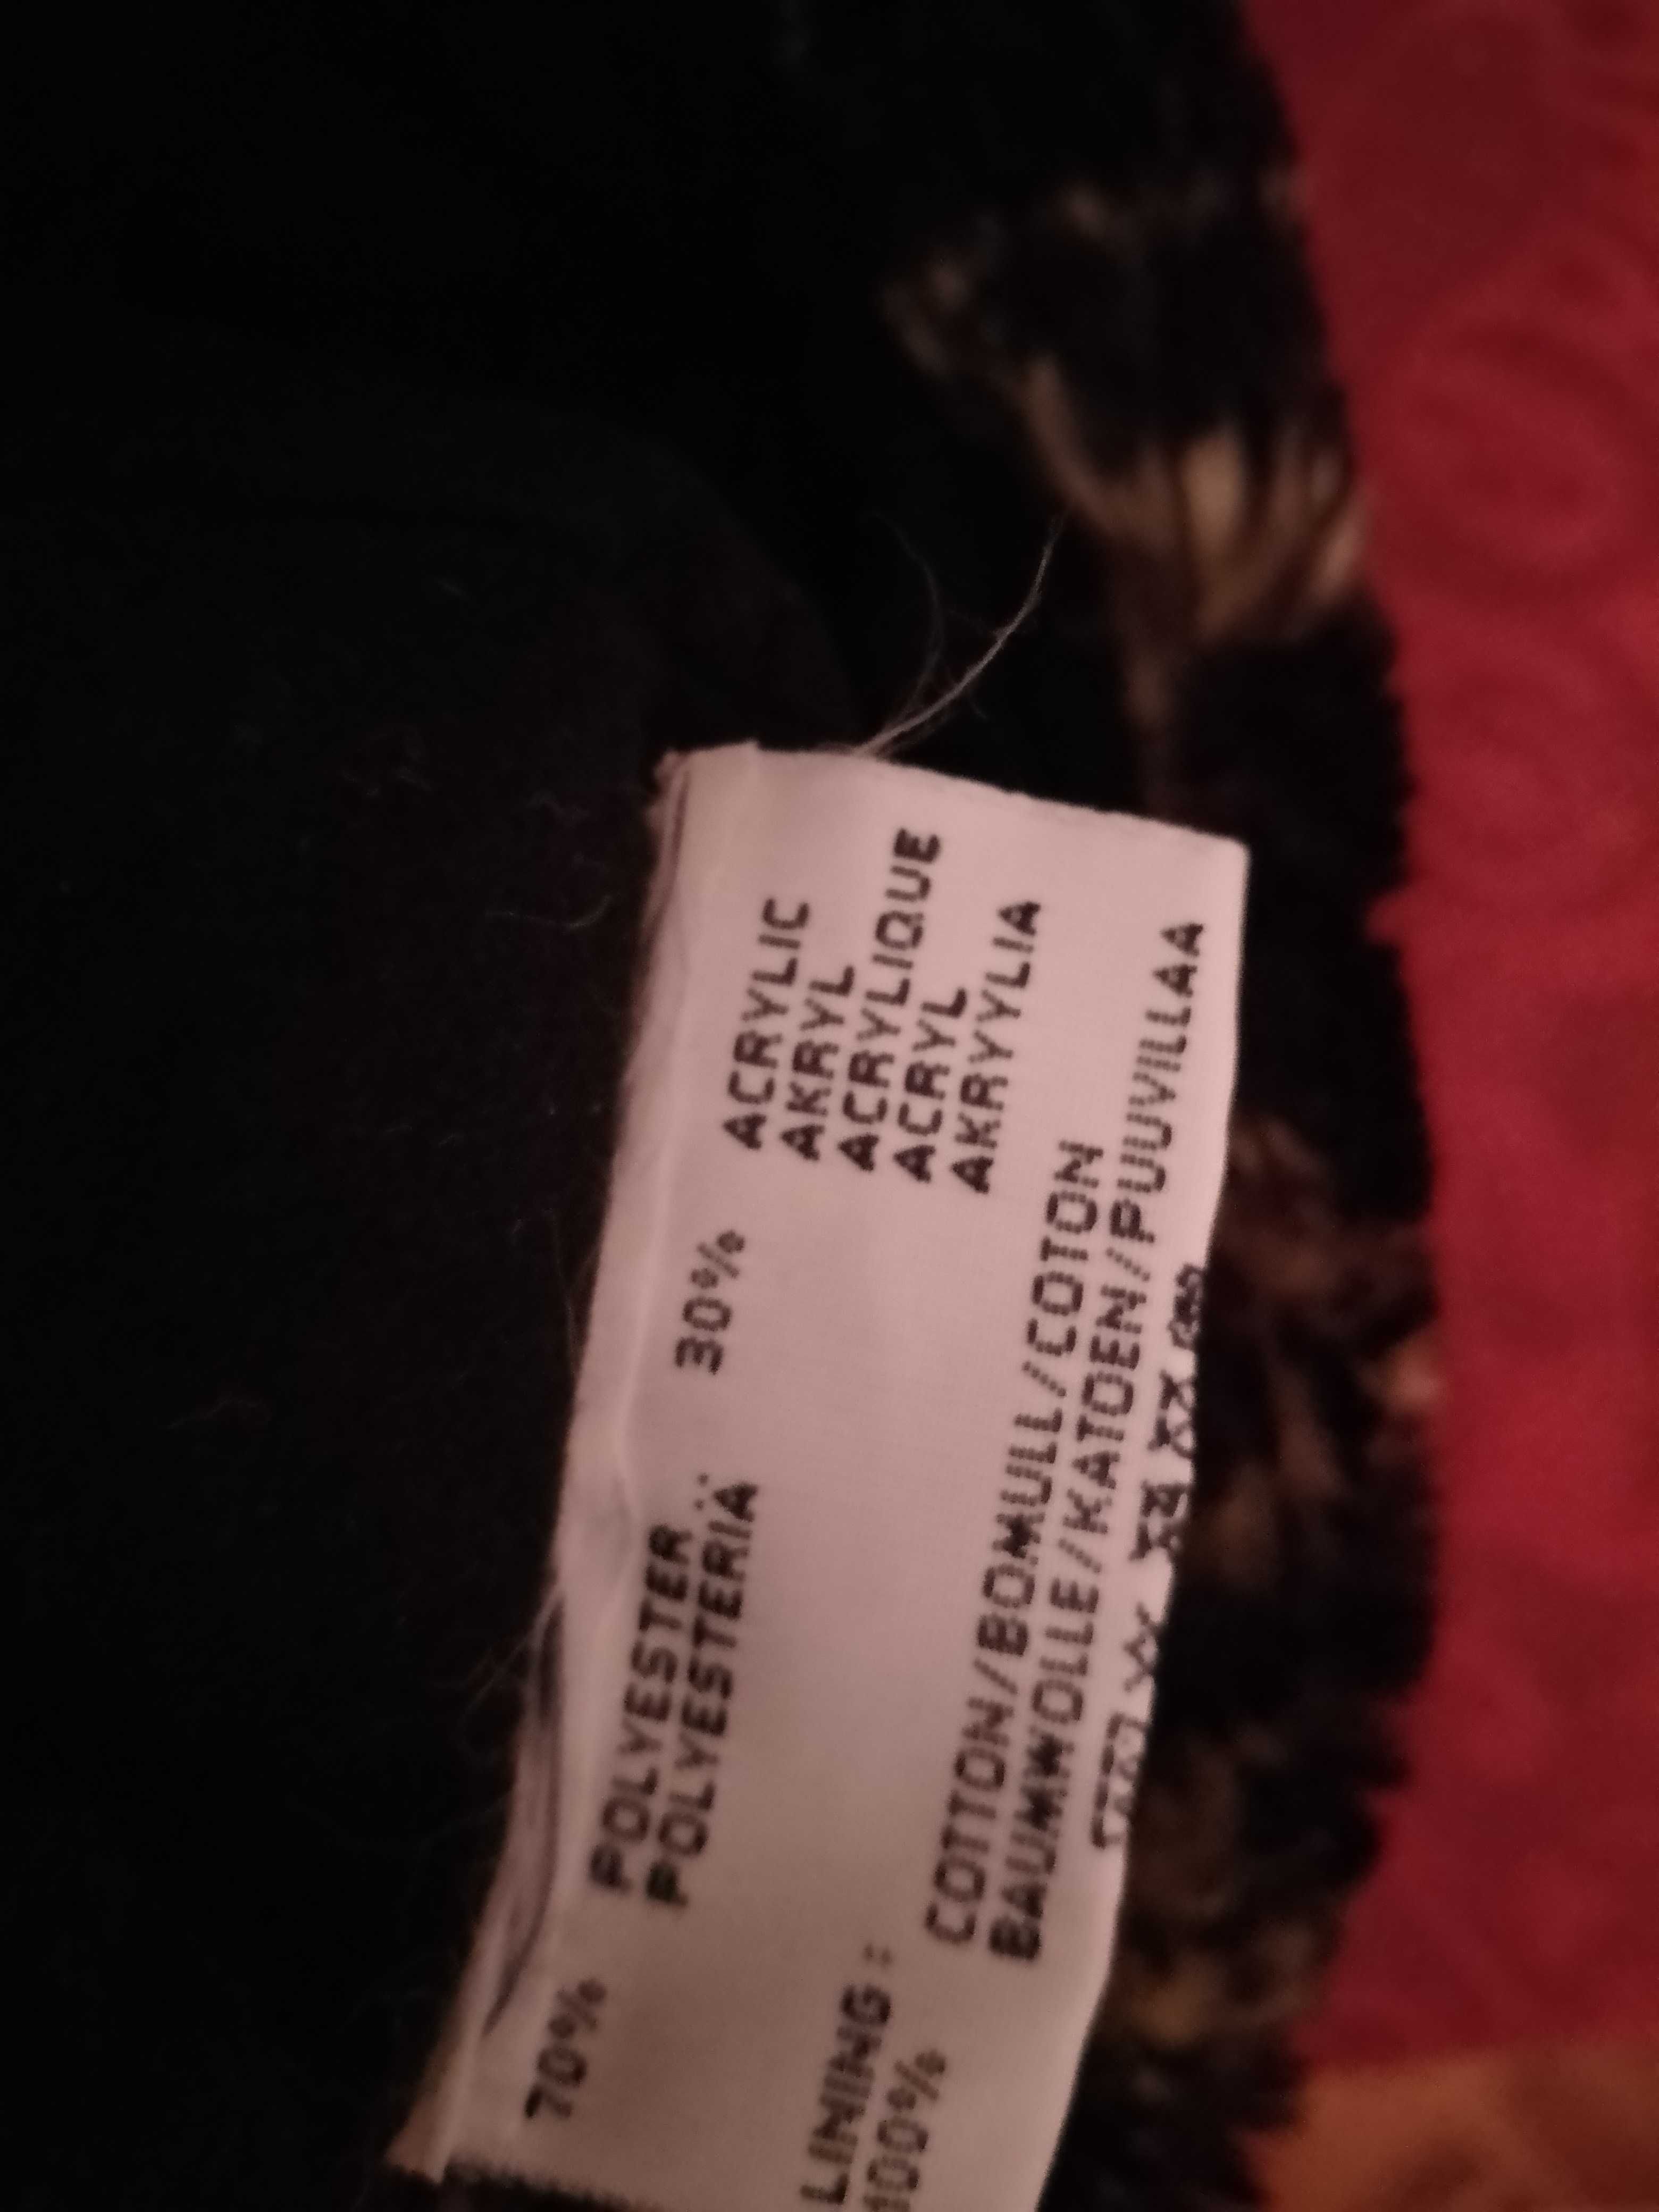 70% POLYESTER 30% ACRYLIC
POLYESTERIÄ AKRYL
ACRYLIQUE
ACRYL
AKRYYLIA
LINING:
100% COTTON/BOMULL/COTON
BAUMWOLLE/KATOEN/PUUVILLAA